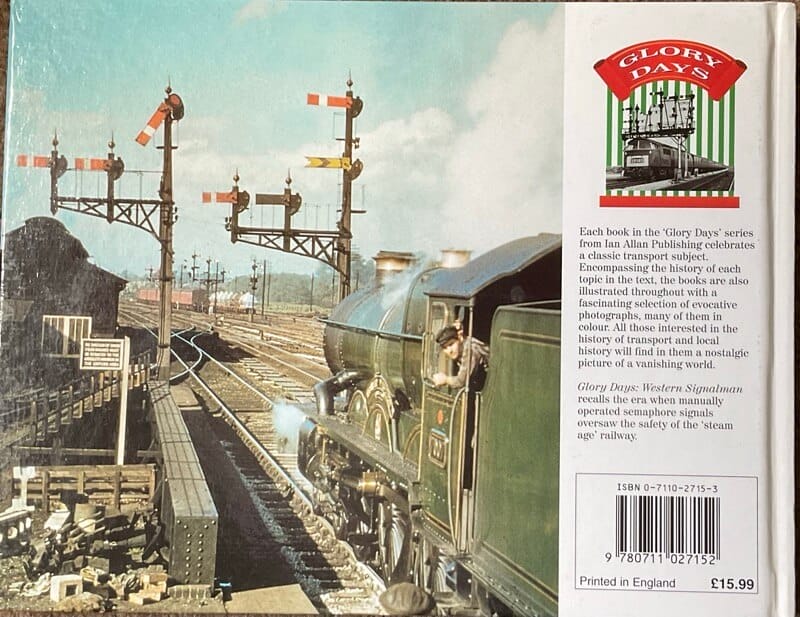 GLORY
DAYS
Each book in the 'Glory Days' series
from Ian Allan Publishing celebrates
a classic transport subject.
Encompassing the history of each
topic in the text, the books are also
illustrated throughout with a
fascinating selection of evocative
photographs, many of them in
colour. All those interested in the
history of transport and local
history will find in them a nostalgic
picture of a vanishing world.
Glory Days: Western Signalman
recalls the era when manually
operated semaphore signals
oversaw the safety of the 'steam
age' railway.
ISBN 0-7110-2715-3
9 780711 027152
Printed in England £15.99